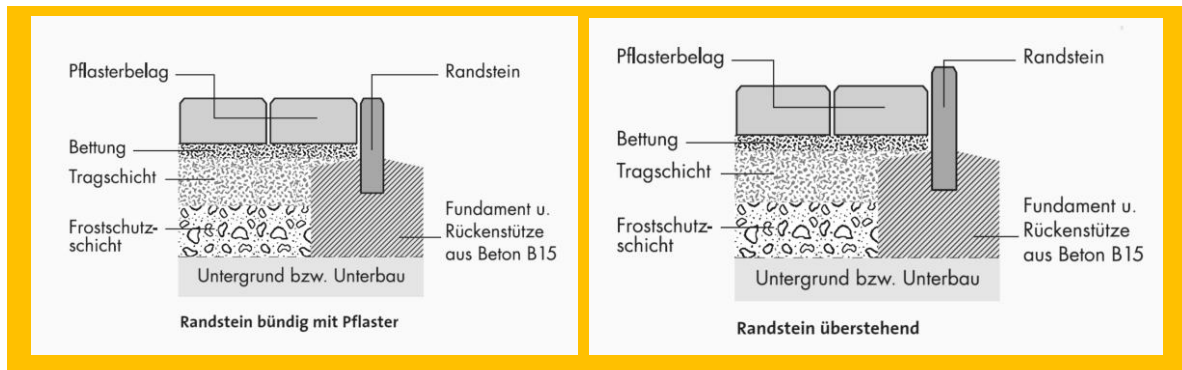 Pflasterbelag
Randstein
Bettung
Tragschicht
Frostschutz-
schicht
Fundament u.
Rückenstütze
aus Beton B15
Untergrund bzw. Unterbau
Randstein bündig mit Pflaster
Pflasterbelag
Randstein
Bettung
Tragschicht
Frostschutz-
schicht
Fundament u.
Rückenstütze
aus Beton B15
Untergrund bzw. Unterbau
Randstein überstehend